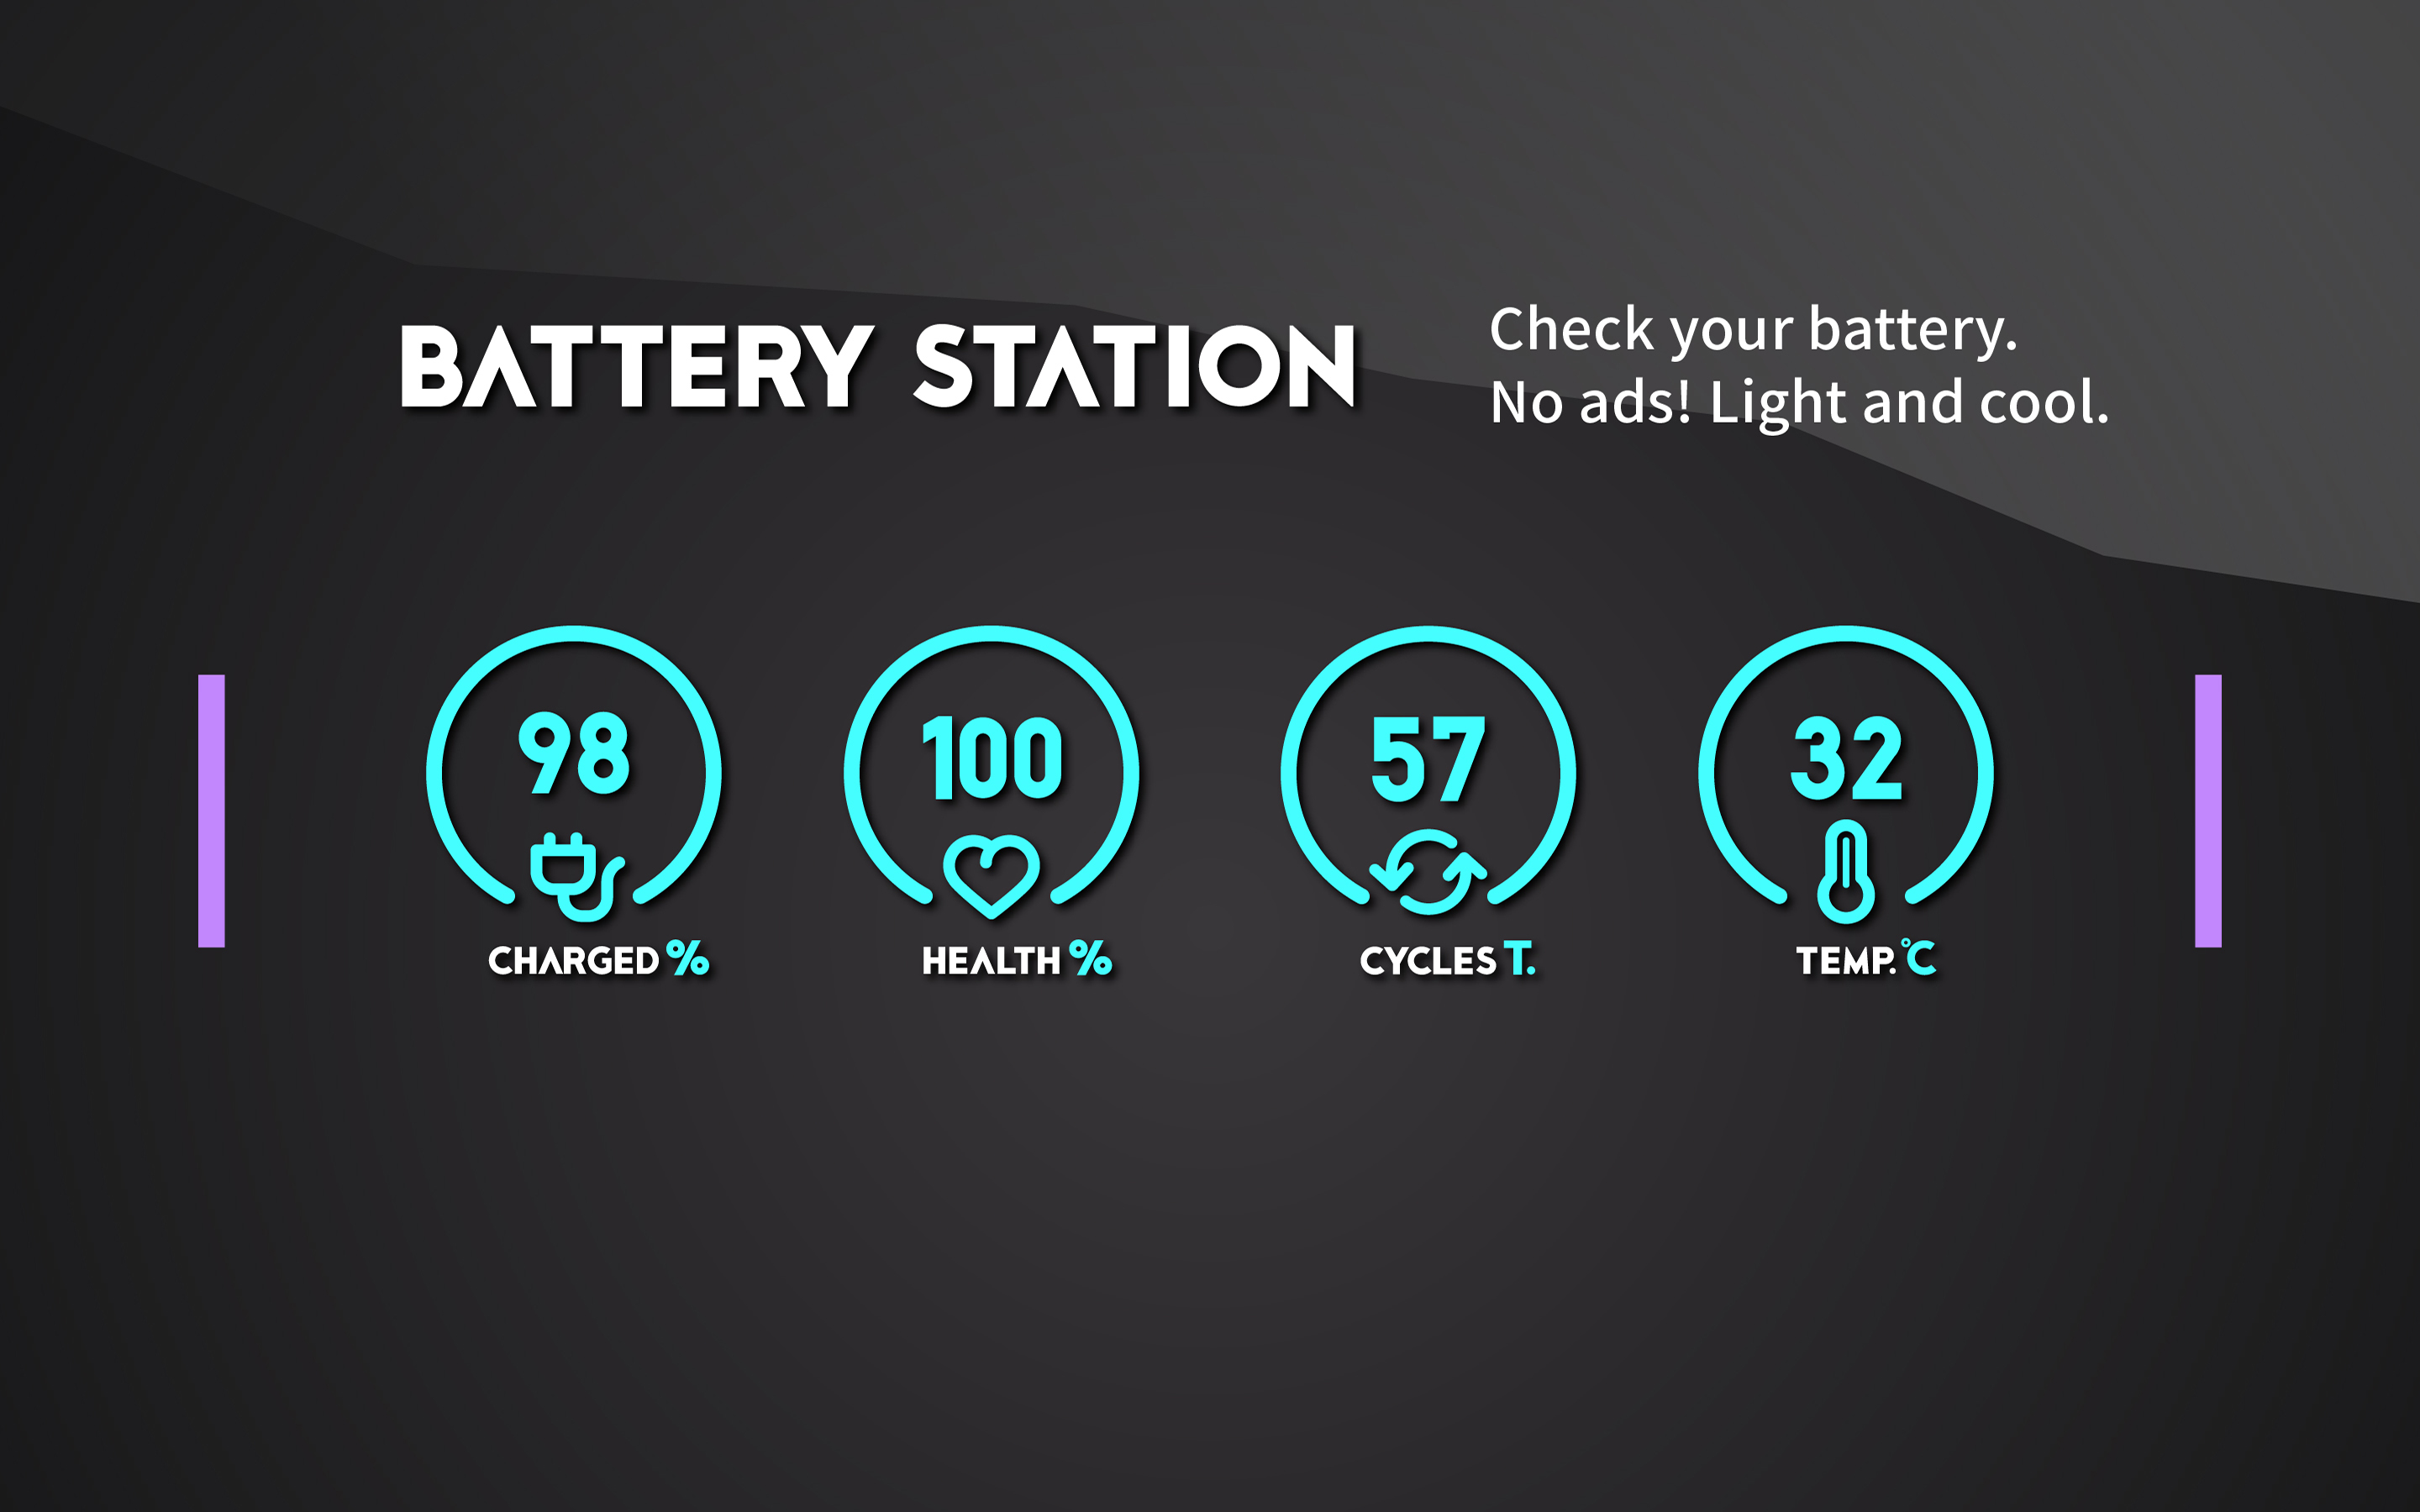 BATTERY STATION
Check your battery.
No ads! Light and cool.
98
100
57
32
CHARGED %
HEALTH %
CYCLES T.
TEMP. °C